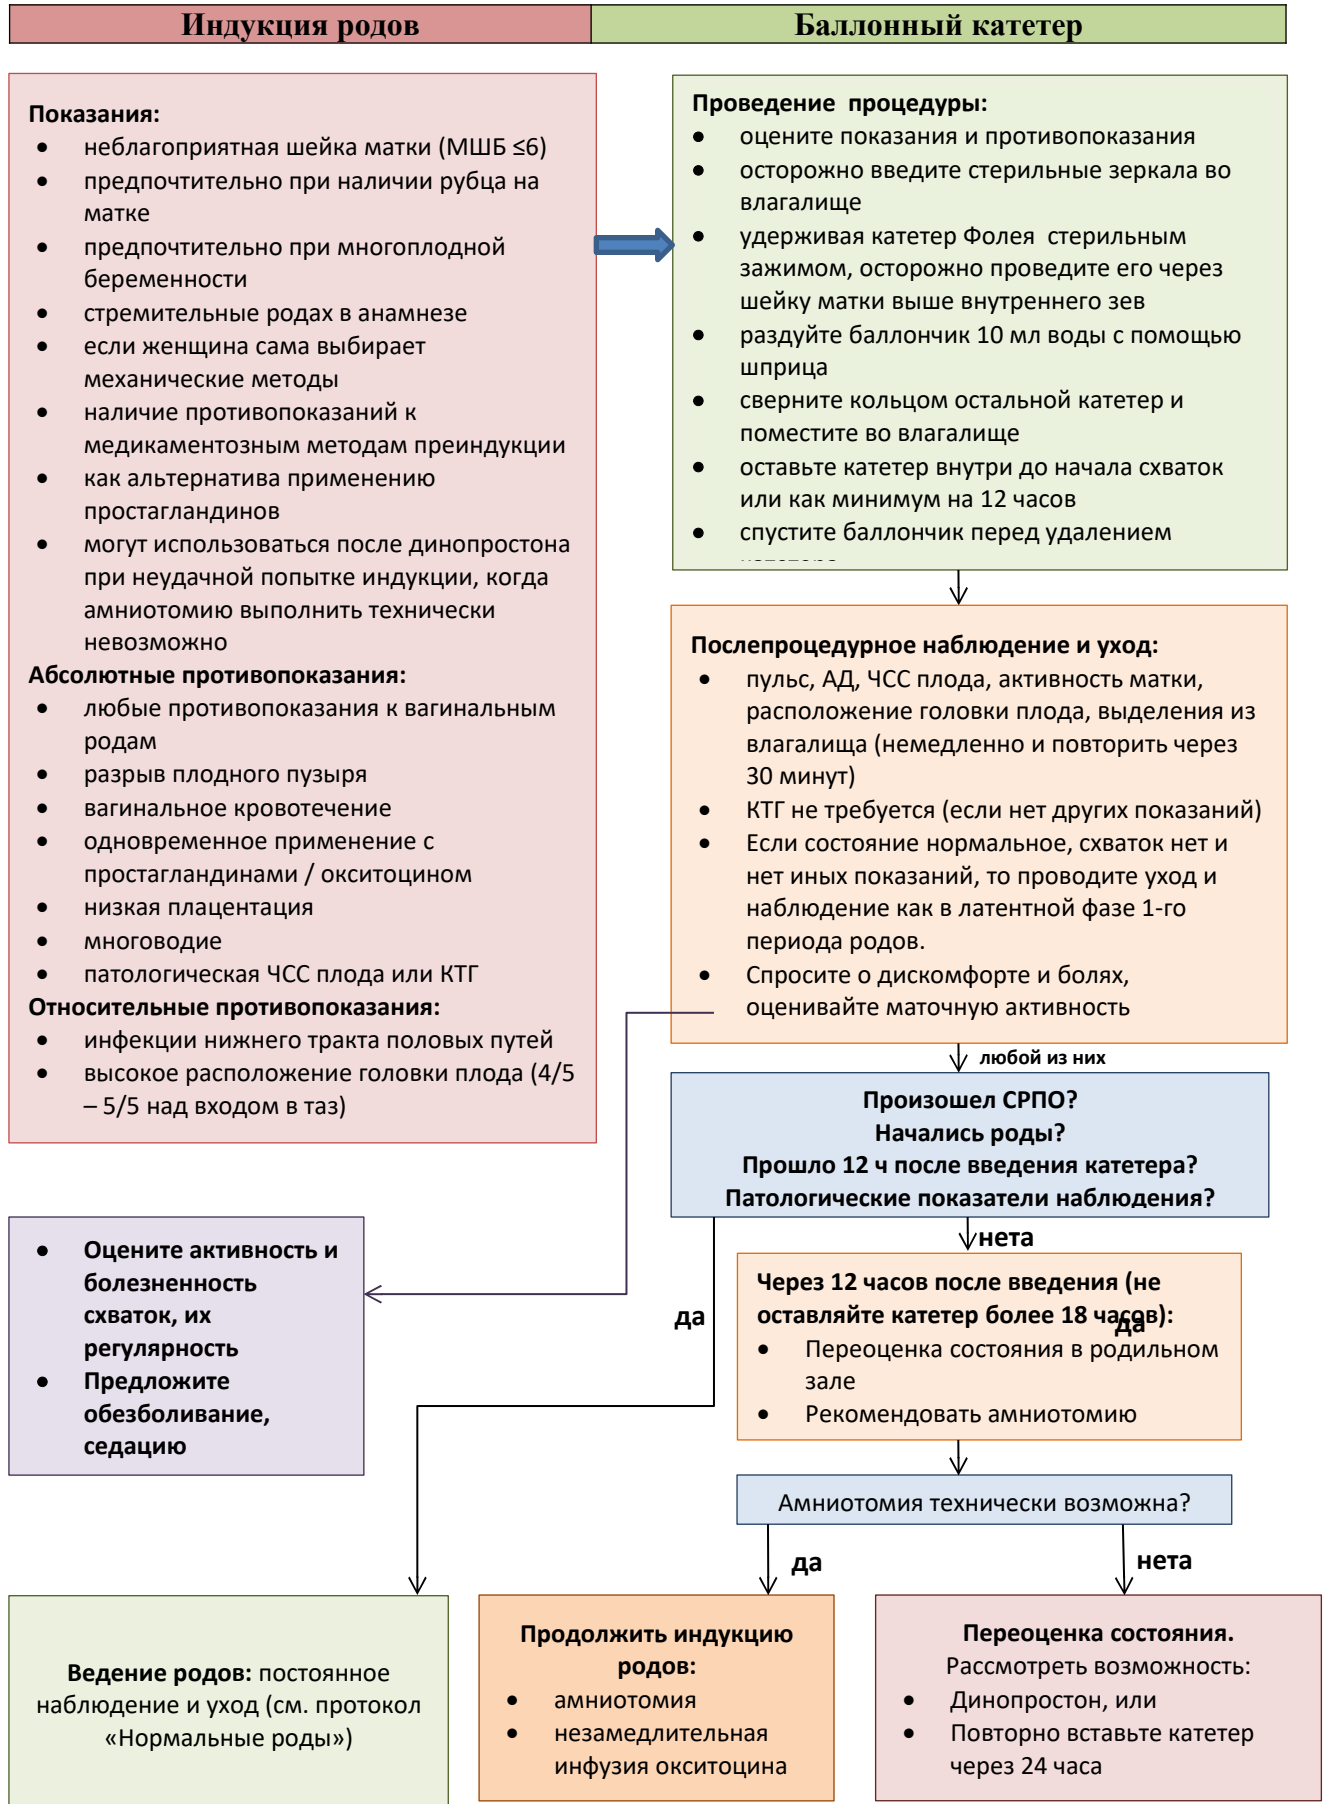 Индукция родов
Баллонный катетер
Показания:
● неблагоприятная шейка матки (МШБ ≤6)
● предпочтительно при наличии рубца на
матке
● предпочтительно при многоплодной
беременности
● стремительные родах в анамнезе
● если женщина сама выбирает
механические методы
● наличие противопоказаний к
медикаментозным методам преиндукции
● как альтернатива применению
простагландинов
● могут использоваться после динопростона
при неудачной попытке индукции, когда
амниотомию выполнить технически
невозможно
Абсолютные противопоказания:
● любые противопоказания к вагинальным
родам
● разрыв плодного пузыря
● вагинальное кровотечение
● одновременное применение с
простагландинами / окситоцином
● низкая плацентация
● многоводие
● патологическая ЧСС плода или КТГ
Относительные противопоказания:
● инфекции нижнего тракта половых путей
● высокое расположение головки плода (4/5
– 5/5 над входом в таз)
Проведение процедуры:
● оцените показания и противопоказания
● осторожно введите стерильные зеркала во
влагалище
● удерживая катетер Фолея стерильным
зажимом, осторожно проведите его через
шейку матки выше внутреннего зев
● раздуйте баллончик 10 мл воды с помощью
шприца
● сверните кольцом остальной катетер и
поместите во влагалище
● оставьте катетер внутри до начала схваток
или как минимум на 12 часов
● спустите баллончик перед удалением
Послепроцедурное наблюдение и уход:
● пульс, АД, ЧСС плода, активность матки,
расположение головки плода, выделения из
влагалища (немедленно и повторить через
30 минут)
● КТГ не требуется (если нет других показаний)
● Если состояние нормальное, схваток нет и
нет иных показаний, то проводите уход и
наблюдение как в латентной фазе 1-го
периода родов.
● Спросите о дискомфорте и болях,
оценивайте маточную активность
любой из них
Произошел СРПО?
Начались роды?
Прошло 12 ч после введения катетера?
Патологические показатели наблюдения?
● Оцените активность и
болезненность
схваток, их
регулярность
● Предложите
обезболивание,
седацию
да
нета
Через 12 часов после введения (не
оставляйте катетер более 18 часов):
да
● Переоценка состояния в родильном
зале
● Рекомендовать амниотомию
Амниотомия технически возможна?
да
нета
Ведение родов: постоянное
наблюдение и уход (см. протокол
«Нормальные роды»)
Продолжить индукцию
родов:
● амниотомия
● незамедлительная
инфузия окситоцина
Переоценка состояния.
Рассмотреть возможность:
● Динопростон, или
● Повторно вставьте катетер
через 24 часа